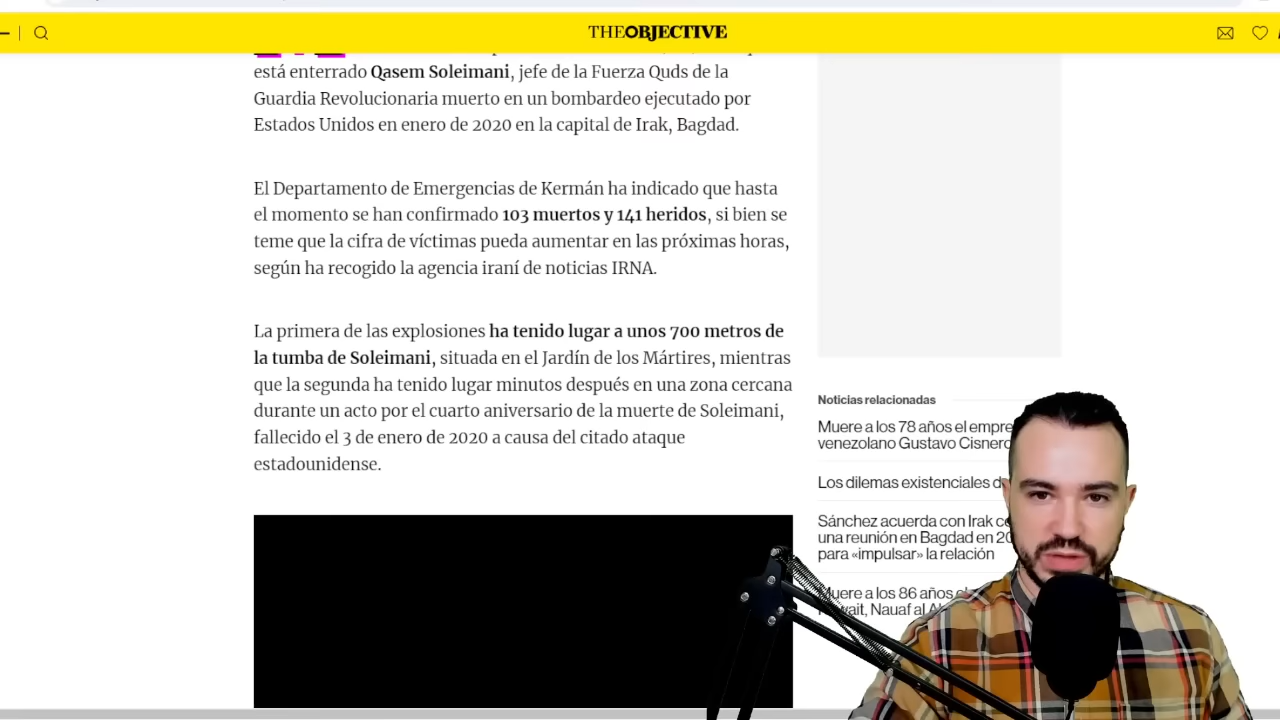 THEOBJECTIVE
está enterrado Qasem Soleimani, jefe de la Fuerza Quds de la
Guardia Revolucionaria muerto en un bombardeo ejecutado por
Estados Unidos en enero de 2020 en la capital de Irak, Bagdad.
El Departamento de Emergencias de Kermán ha indicado que hasta
el momento se han confirmado 103 muertos y 141 heridos, si bien se
teme que la cifra de víctimas pueda aumentar en las próximas horas,
según ha recogido la agencia iraní de noticias IRNA.
La primera de las explosiones ha tenido lugar a unos 700 metros de
la tumba de Soleimani, situada en el Jardín de los Mártires, mientras
que la segunda ha tenido lugar minutos después en una zona cercana
durante un acto por el cuarto aniversario de la muerte de Soleimani,
fallecido el 3 de enero de 2020 a causa del citado ataque
estadounidense.
Noticias relacionadas
Muere a los 78 años el
venezolano Gustavo
Los dilemas existenciales
Sánchez acuerda con Irak
una reunión en Bagdad en
para «impulsar» la relación
Muere a los 86 años
Nauaf al